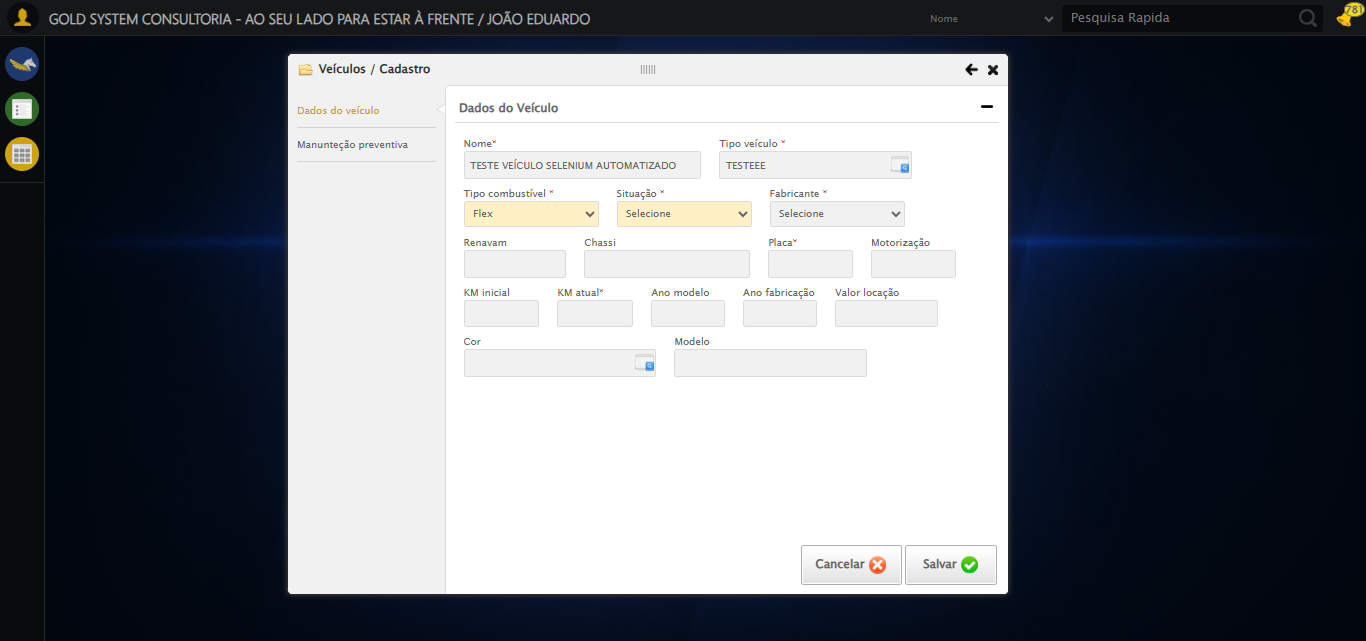 GOLD SYSTEM CONSULTORIA - AO SEU LADO PARA ESTAR À FRENTE / JOÃO EDUARDO
Nome
Pesquisa Rapida
781
Veículos / Cadastro
Dados do veículo
Manunteção preventiva
Dados do Veículo
Nome* Tipo veículo *
TESTE VEÍCULO SELENIUM AUTOMATIZADO TESTEEE
Tipo combustível * Situação * Fabricante *
Flex Selecione Selecione
Renavam Chassi Placa* Motorização
KM inicial KM atual* Ano modelo Ano fabricação Valor locação
Cor Modelo
Cancelar Salvar